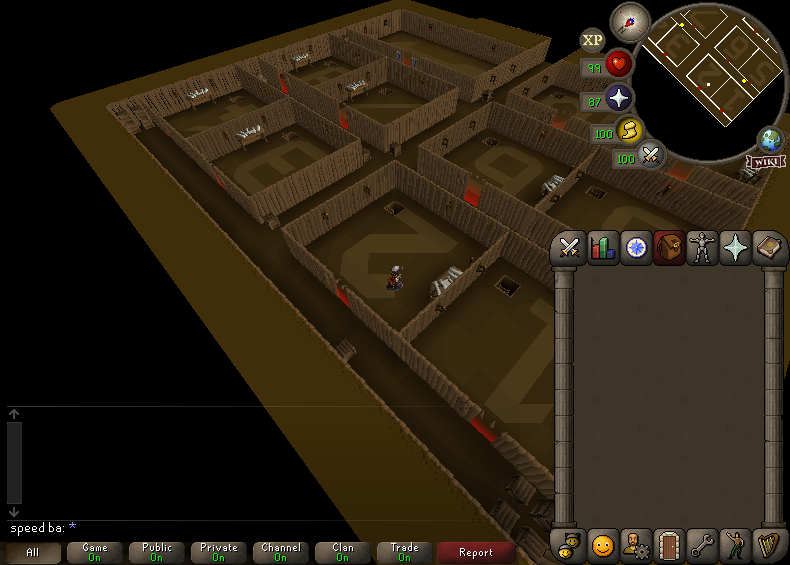 XP
99
87
100
100
WIKI
speed ba: *
All
Game
On
Public
On
Private
On
Channel
On
Clan
On
Trade
On
Report